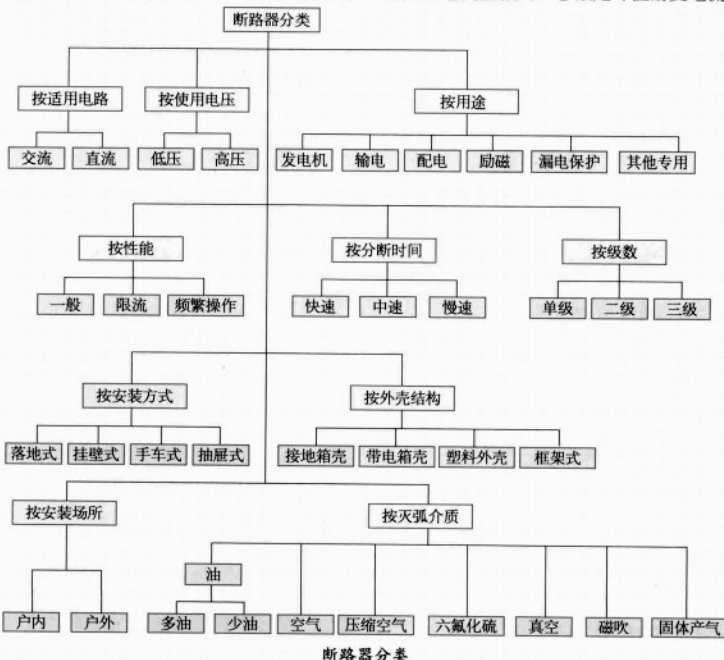 断路器分类
按适用电路 按使用电压 按用途
交流 直流 低压 高压 发电机 输电 配电 励磁 漏电保护 其他专用
按性能 按分断时间 按级数
一般 限流 频繁操作 快速 中速 慢速 单级 二级 三级
按安装方式 按外壳结构
落地式 挂壁式 手车式 抽屉式 接地箱壳 带电箱壳 塑料外壳 框架式
按安装场所 按灭弧介质
油
户内 户外 多油 少油 空气 压缩空气 六氟化硫 真空 磁吹 固体产气
断路器分类